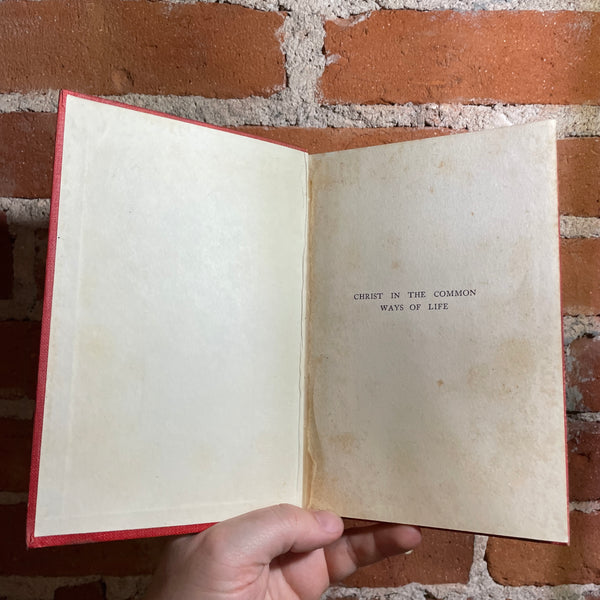 CHRIST IN THE COMMON
WAYS OF LIFE